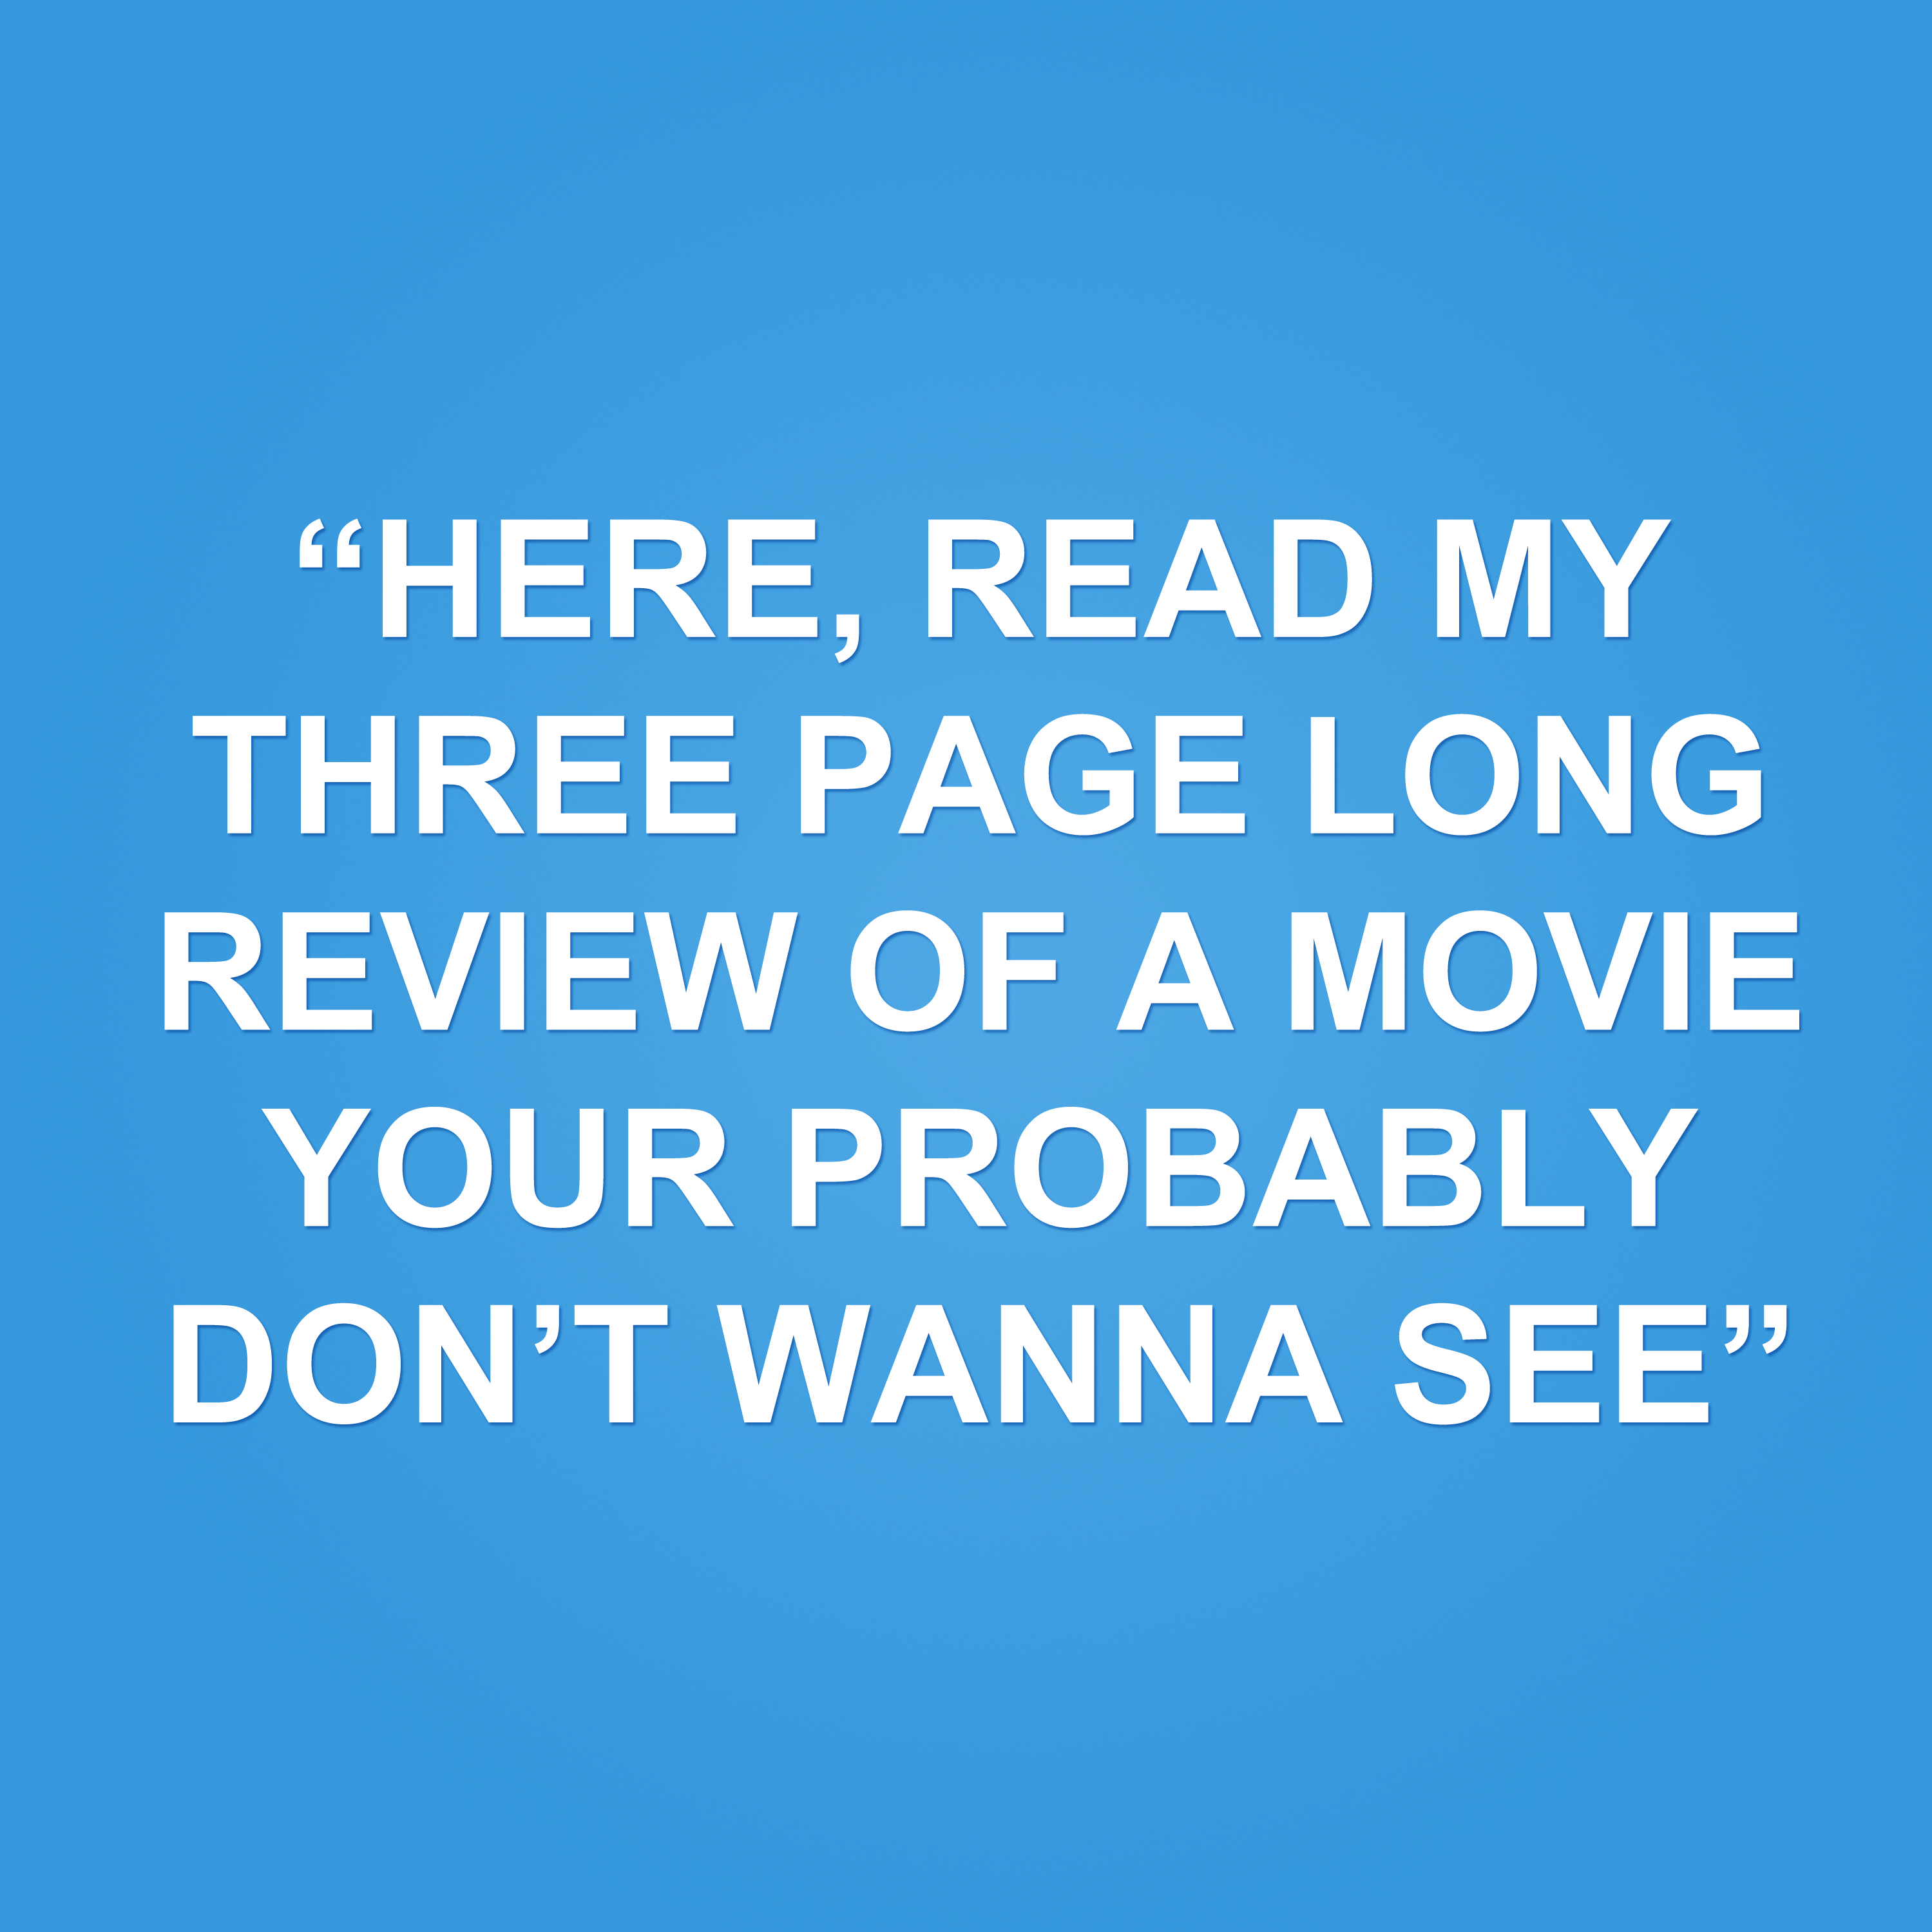 “HERE, READ MY
THREE PAGE LONG
REVIEW OF A MOVIE
YOUR PROBABLY
DON’T WANNA SEE”